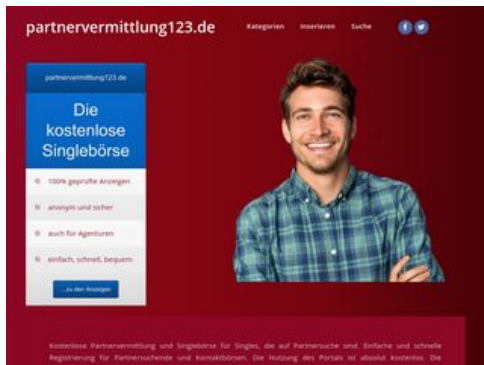 partnervermittlung123.de
Kategorien Inserieren Suche
partnervermittlung123.de
Die
kostenlose
Singlebörse
100% geprüfte Anzeigen
anonym und sicher
auch für Agenturen
einfach, schnell, bequem
...zu den Anzeigen
Kostenlose Partnervermittlung und Singlebörse für Singles, die auf Partnersuche sind. Einfache und schnelle
Registrierung für Partnersuchende und Kontaktbörsen. Die Nutzung des Portals ist absolut kostenlos. Die